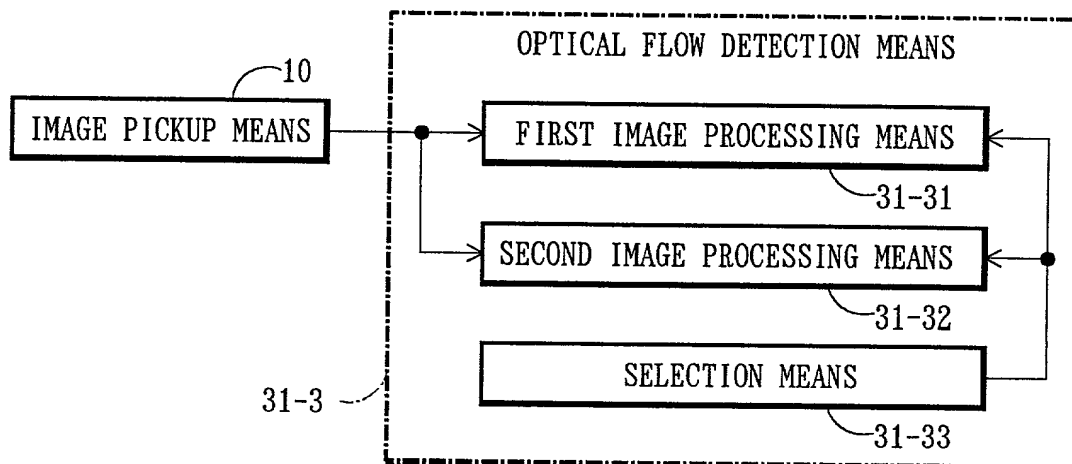 OPTICAL FLOW DETECTION MEANS
10
IMAGE PICKUP MEANS
FIRST IMAGE PROCESSING MEANS
31-31
SECOND IMAGE PROCESSING MEANS
31-32
SELECTION MEANS
31-3
31-33